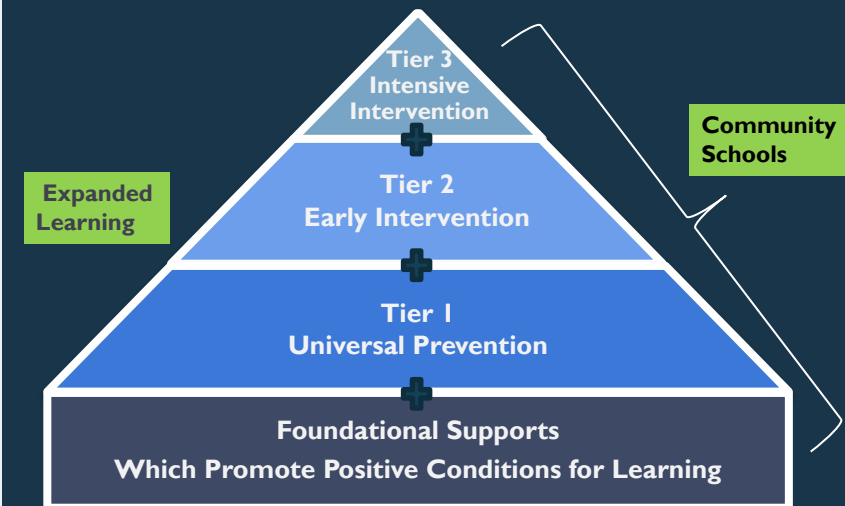 Tier 3
Intensive
Intervention
Community
Schools
Tier 2
Early Intervention
Expanded
Learning
Tier 1
Universal Prevention
Foundational Supports
Which Promote Positive Conditions for Learning